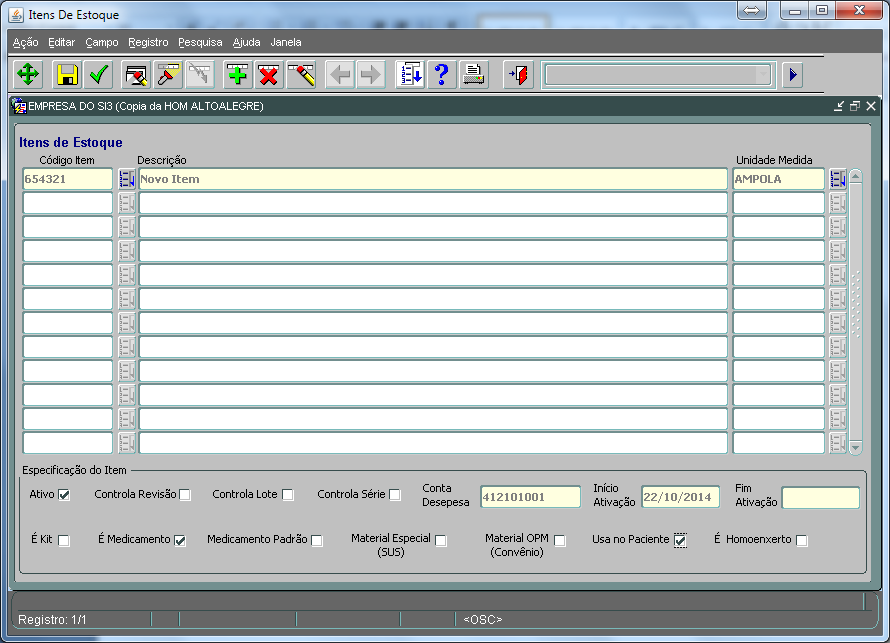 Itens De Estoque
Ação Editar Campo Registro Pesquisa Ajuda Janela
EMPRESA DO SI3 (Copia da HOM ALTOALEGRE)
Itens de Estoque
Código Item Descrição Unidade Medida
654321 Novo Item AMPOLA
Especificação do Item
Ativo Controla Revisão Controla Lote Controla Série Conta Desepesa 412101001 Início Ativação 22/10/2014 Fim Ativação
É Kit É Medicamento Medicamento Padrão Material Especial (SUS) Material OPM (Convênio) Usa no Paciente É Homoenxerto
Registro: 1/1 <OSC>